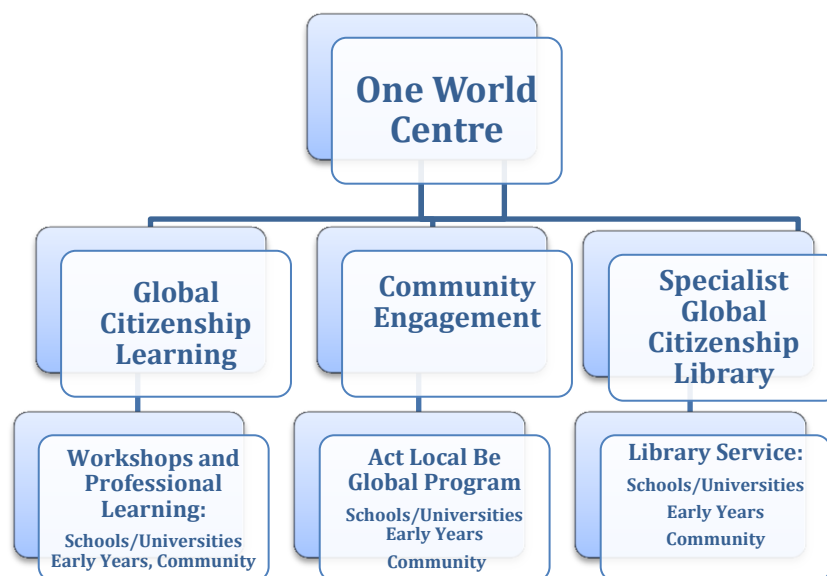 One World
Centre
Global
Citizenship
Learning
Community
Engagement
Specialist
Global
Citizenship
Library
Workshops and
Professional
Learning:
Schools/Universities
Early Years, Community
Act Local Be
Global Program
Schools/Universities
Early Years
Community
Library Service:
Schools/Universities
Early Years
Community